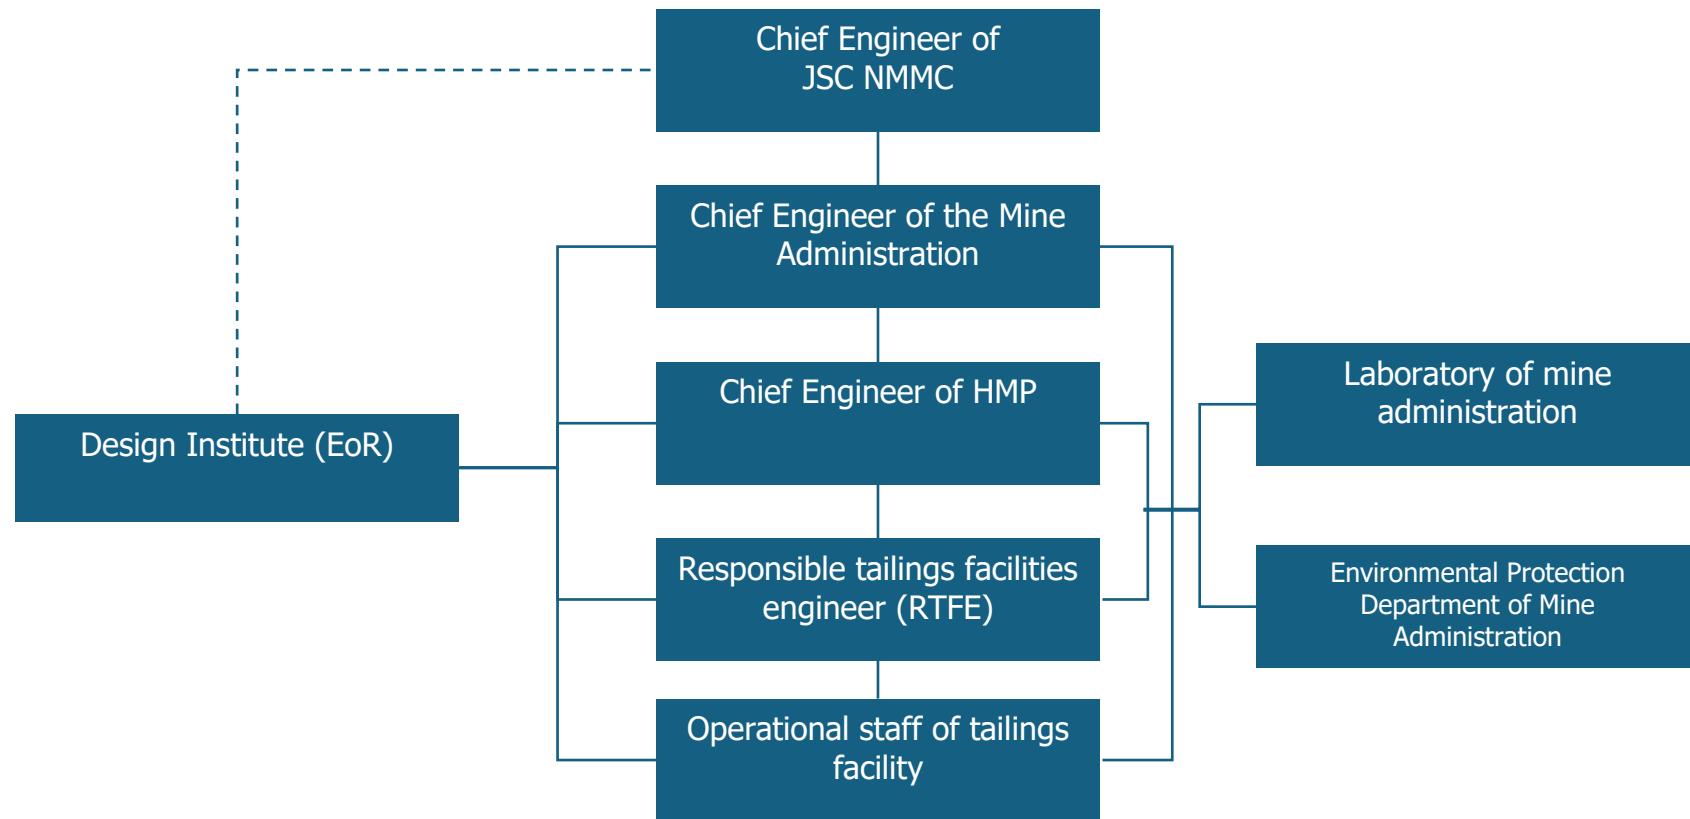 Chief Engineer of
JSC NMMC
Chief Engineer of the Mine
Administration
Chief Engineer of HMP
Design Institute (EoR)
Responsible tailings facilities
engineer (RTFE)
Operational staff of tailings
facility
Laboratory of mine
administration
Environmental Protection
Department of Mine
Administration